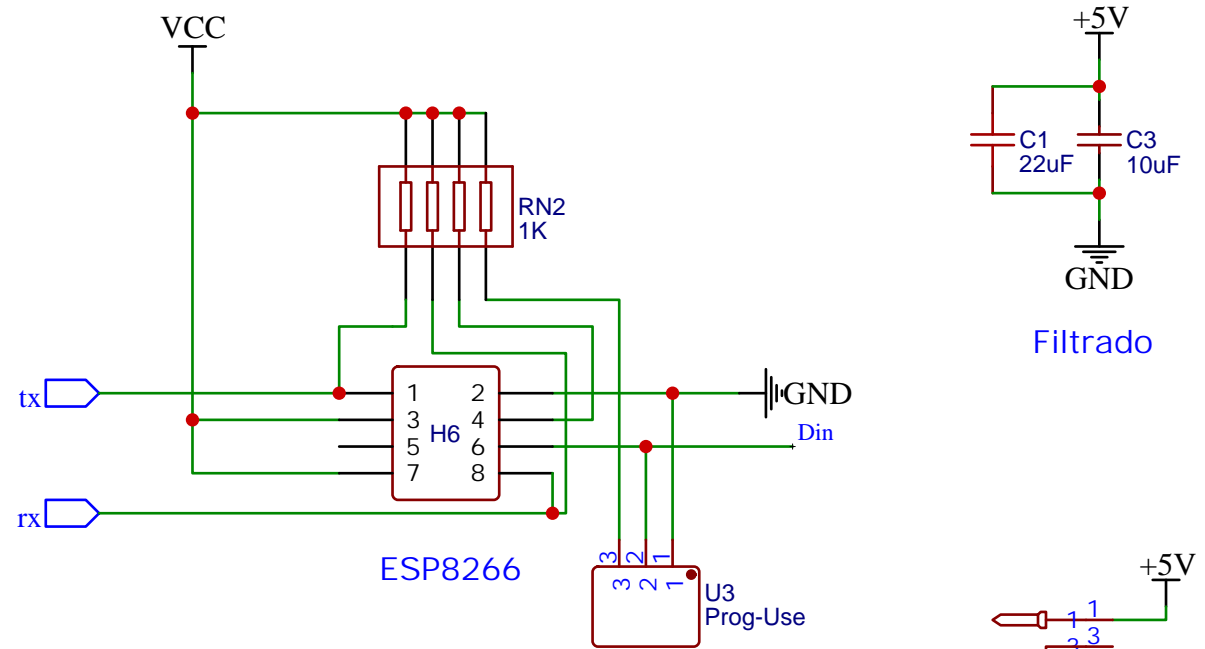 VCC
+5V
C1
22uF
C3
10uF
RN2
1K
GND
Filtrado
tx
1
2
GND
3
4
Din
5
H6
6
7
8
rx
ESP8266
3
2
1
3
2
1
U3
Prog-Use
+5V
1
1
3